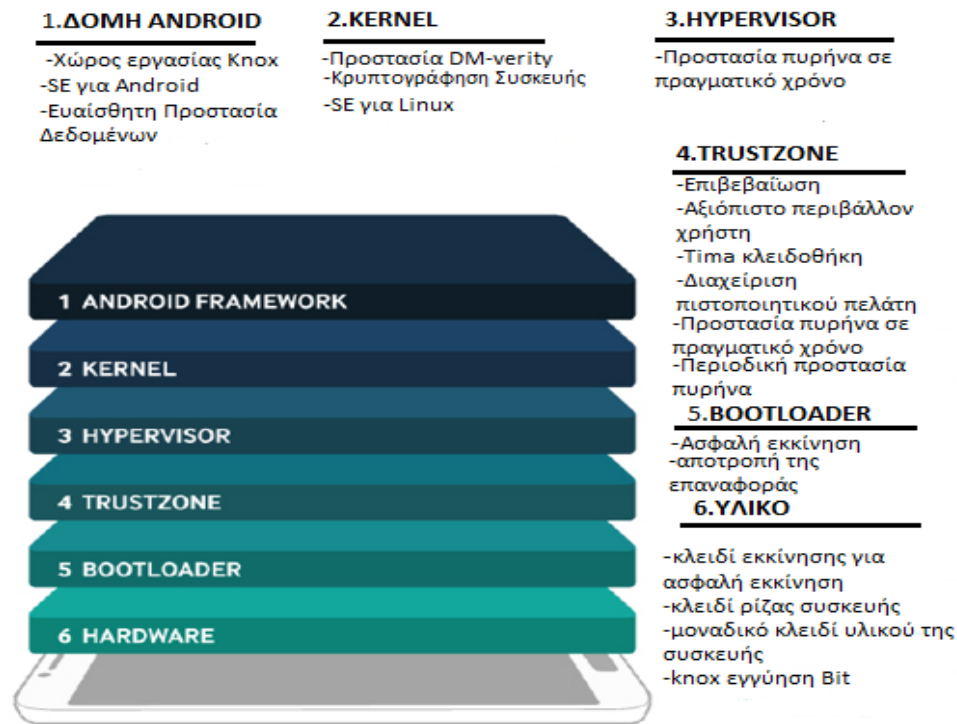 1.ΔΟΜΗ ANDROID
-Χώρος εργασίας Knox
-SE για Android
-Ευαίσθητη Προστασία
Δεδομένων
2.KERNEL
-Προστασία DM-verity
-Κρυπτογράφηση Συσκευής
-SE για Linux
3.HYPERVISOR
-Προστασία πυρήνα σε
πραγματικό χρόνο
4.TRUSTZONE
-Επιβεβαίωση
-Αξιόπιστο περιβάλλον
χρήστη
-Tima κλειδοθήκη
-Διαχείριση
πιστοποιητικού πελάτη
-Προστασία πυρήνα σε
πραγματικό χρόνο
-Περιοδική προστασία
πυρήνα
5.BOOTLOADER
-Ασφαλή εκκίνηση
-αποτροπή της
επαναφοράς
6.ΥΛΙΚΟ
-κλειδί εκκίνησης για
ασφαλή εκκίνηση
-κλειδί ρίζας συσκευής
-μοναδικό κλειδί υλικού της
συσκευής
-knox εγγύηση Bit
1 ANDROID FRAMEWORK
2 KERNEL
3 HYPERVISOR
4 TRUSTZONE
5 BOOTLOADER
6 HARDWARE